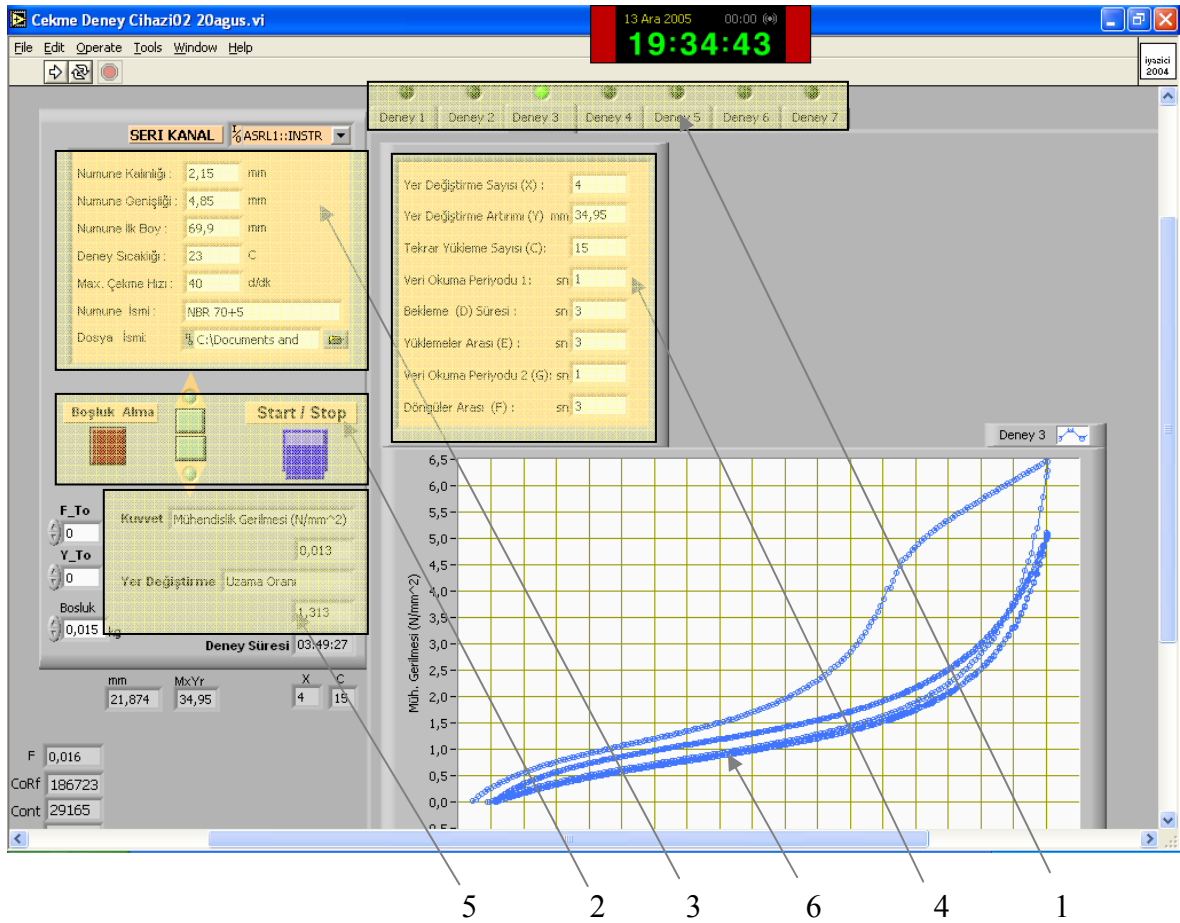 Cekme Deney Cihazi02 20agus.vi
13 Ara 2005 00:00
19:34:43
File Edit Operate Tools Window Help
iyazici
2004
Deney 1 Deney 2 Deney 3 Deney 4 Deney 5 Deney 6 Deney 7
SERI KANAL ASRL1::INSTR
Numune Kalınlığı : 2,15 mm
Numune Genişliği : 4,85 mm
Numune İlk Boy : 69,9 mm
Deney Sıcaklığı : 23 C
Max. Çekme Hızı : 40 d/dk
Numune İsmi : NBR 70+5
Dosya İsmi: C:\Documents and
Yer Değiştirme Sayısı (X) : 4
Yer Değiştirme Artırımı (Y) mm 34,95
Tekrar Yükleme Sayısı (C): 15
Veri Okuma Periyodu 1: sn 1
Bekleme (D) Süresi : sn 3
Yüklemeler Arası (E) : sn 3
Veri Okuma Periyodu 2 (G): sn 1
Döngüler Arası (F) : sn 3
Boşluk Alma Start / Stop
F_To
0
Y_To
0
Bosluk
0,015 kg
Kuvvet Mühendislik Gerilmesi (N/mm^2)
0,013
Yer Değiştirme Uzama Oranı
1,313
Deney Süresi 03:49:27
mm MxYr X C
21,874 34,95 4 15
F 0,016
CoRf 186723
Cont 29165
Deney 3
Müh. Gerilmesi (N/mm^2)
6,5
6,0
5,5
5,0
4,5
4,0
3,5
3,0
2,5
2,0
1,5
1,0
0,5
0,0
5 2 3 6 4 1